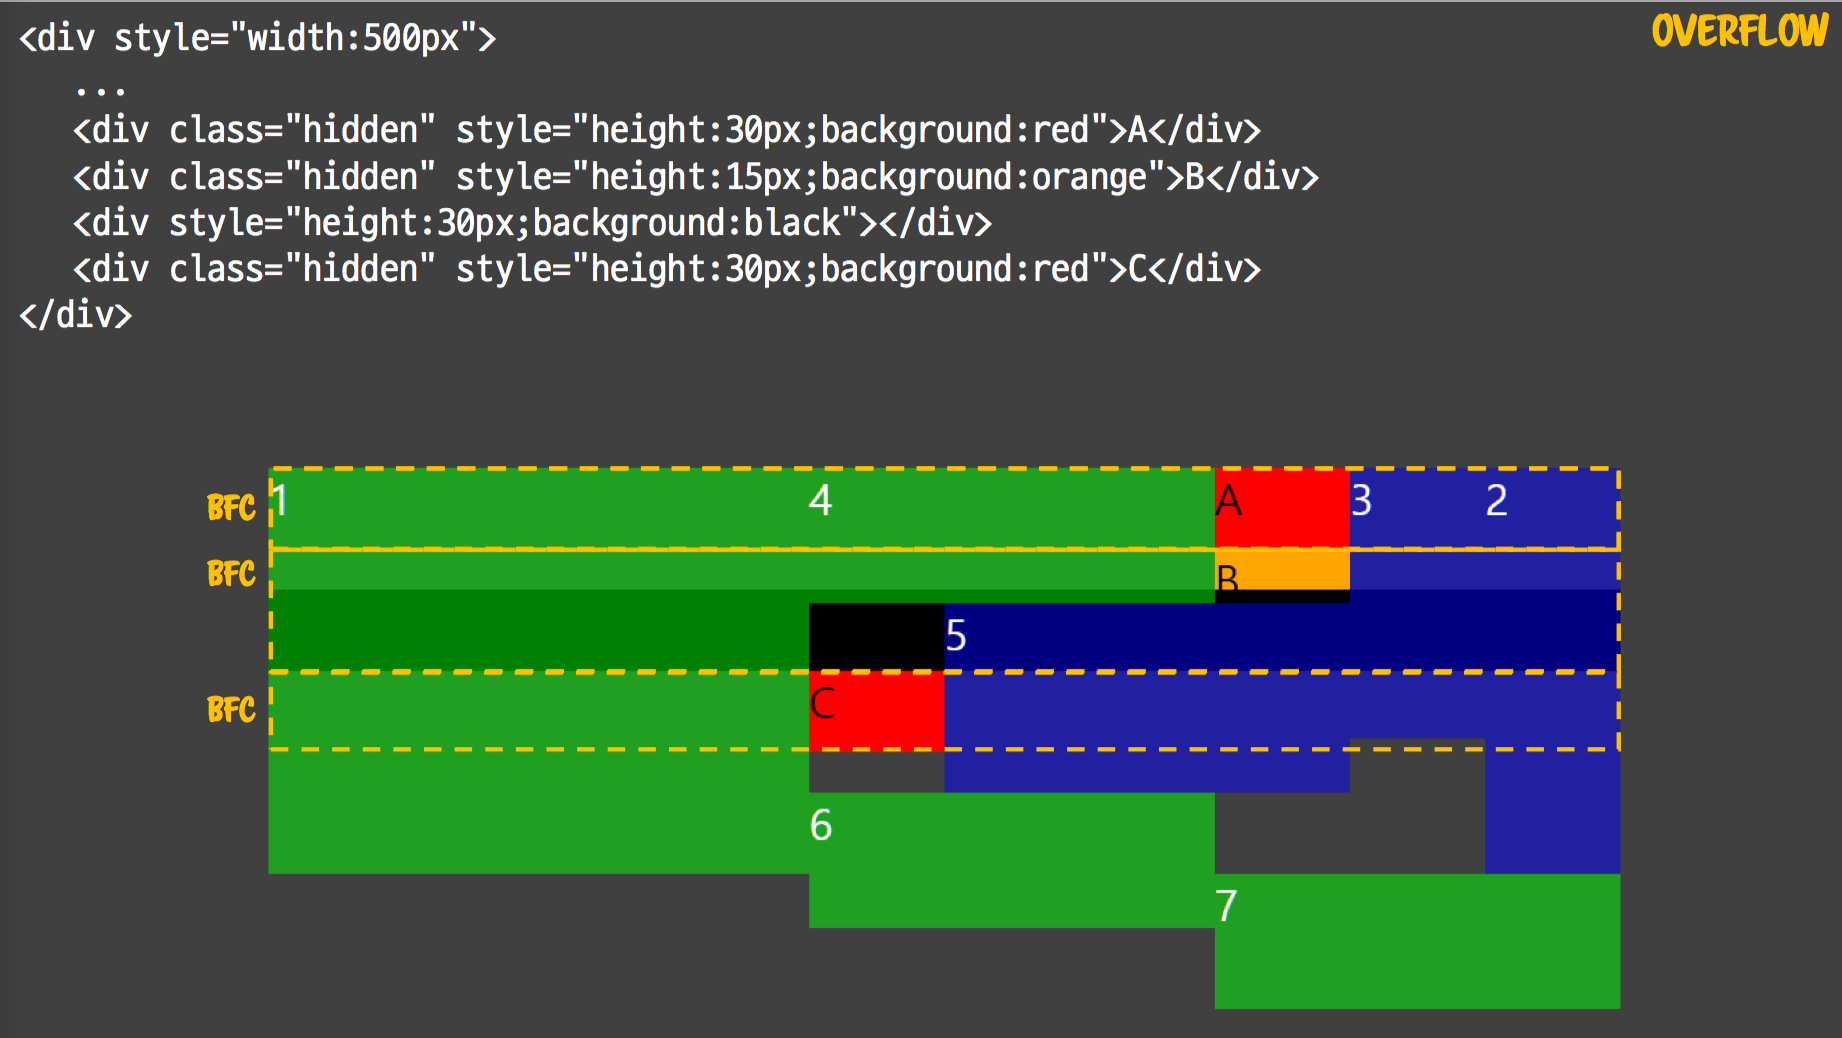 OVERFLOW
<div style="width:500px">
...
<div class="hidden" style="height:30px;background:red">A</div>
<div class="hidden" style="height:15px;background:orange">B</div>
<div style="height:30px;background:black"></div>
<div class="hidden" style="height:30px;background:red">C</div>
</div>
BFC 1 4 A 3 2
BFC B
5
BFC C
6
7